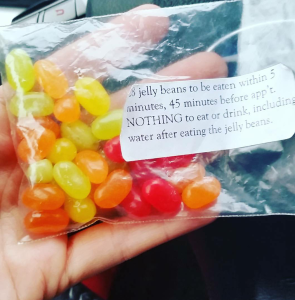 jelly beans to be eaten within 5
minutes, 45 minutes before app't.
NOTHING to eat or drink, including
water after eating the jelly beans.